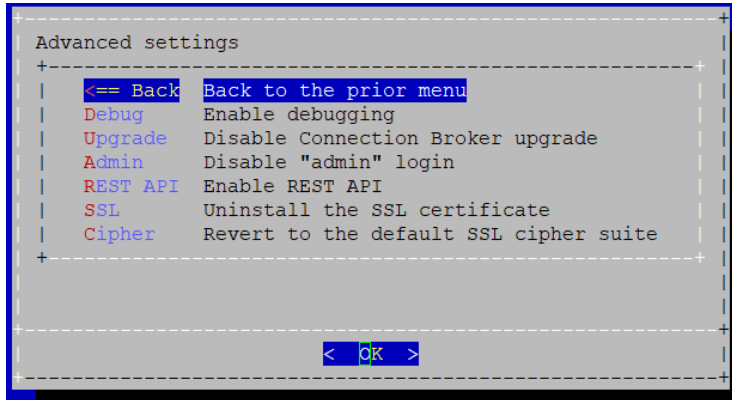 Advanced settings
<== Back Back to the prior menu
Debug Enable debugging
Upgrade Disable Connection Broker upgrade
Admin Disable "admin" login
REST API Enable REST API
SSL Uninstall the SSL certificate
Cipher Revert to the default SSL cipher suite
< OK >